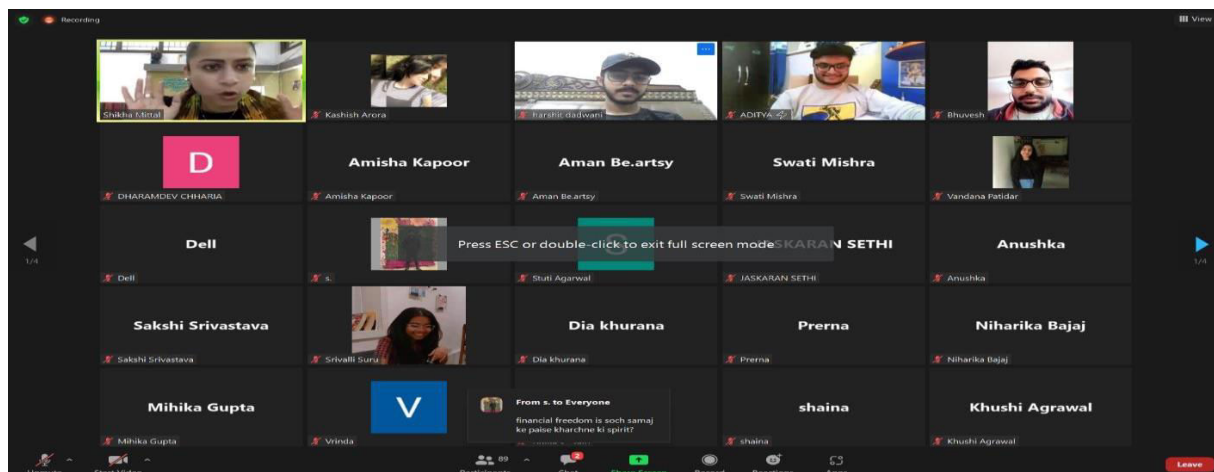 Recording
View
Shikha Mittal
Kashish Arora
harshit dadwani
ADITYA
Bhuvesh
D
Amisha Kapoor
Aman Be.artsy
Swati Mishra
DHARAMDEV CHHARIA
Amisha Kapoor
Aman Be.artsy
Swati Mishra
Vandana Patidar
Dell
Press ESC or double-click to exit full screen mode
S
JASKARAN SETHI
Anushka
1/4
1/4
Dell
s.
Stuti Agarwal
JASKARAN SETHI
Anushka
Sakshi Srivastava
Dia khurana
Prerna
Niharika Bajaj
Sakshi Srivastava
Srivalli Suru
Dia khurana
Prerna
Niharika Bajaj
Mihika Gupta
V
From s. to Everyone
financial freedom is soch samaj
ke paise kharchne ki spirit?
shaina
Khushi Agrawal
Mihika Gupta
Vrinda
shaina
Khushi Agrawal
89
2
Leave